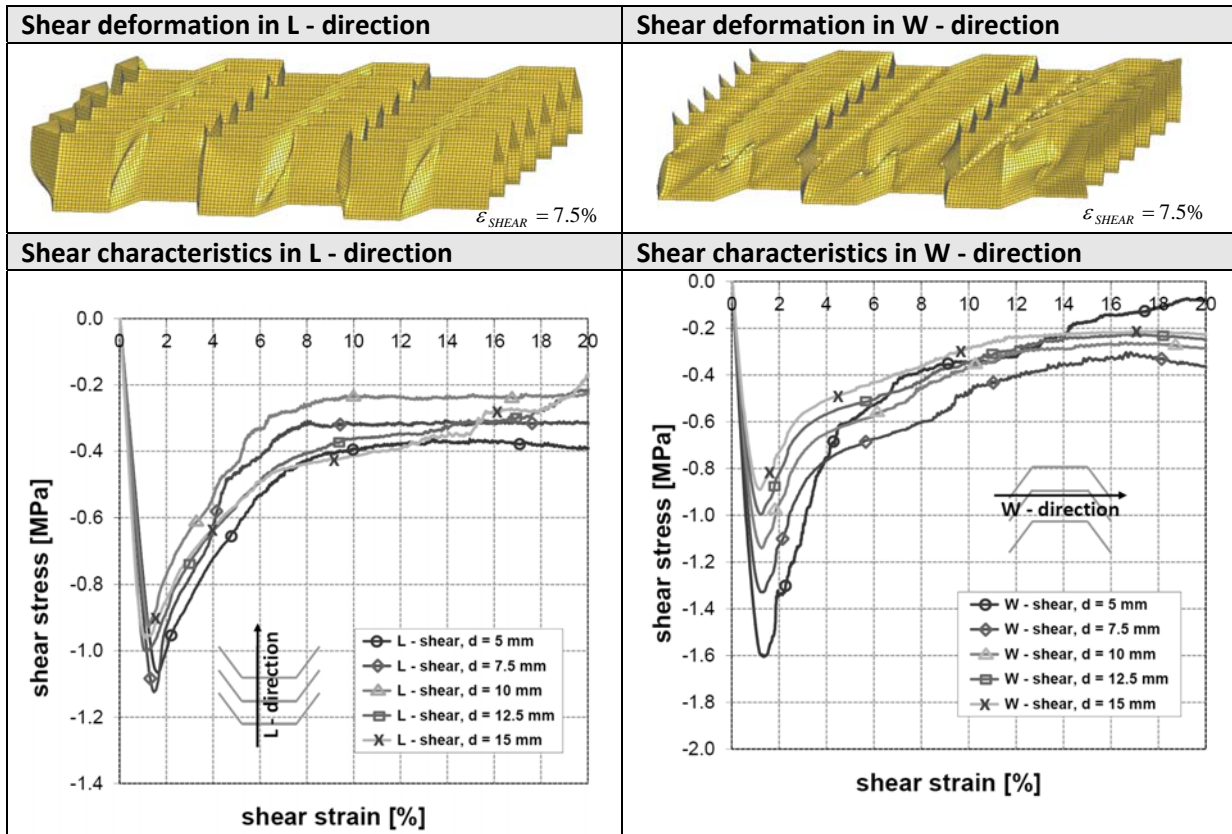 Shear deformation in L - direction
Shear deformation in W - direction
ε_SHEAR = 7.5%
ε_SHEAR = 7.5%
Shear characteristics in L - direction
Shear characteristics in W - direction
0.0
-0.2
-0.4
-0.6
-0.8
-1.0
-1.2
-1.4
0 2 4 6 8 10 12 14 16 18 20
shear stress [MPa]
shear strain [%]
L - direction
L - shear, d = 5 mm
L - shear, d = 7.5 mm
L - shear, d = 10 mm
L - shear, d = 12.5 mm
L - shear, d = 15 mm
0.0
-0.2
-0.4
-0.6
-0.8
-1.0
-1.2
-1.4
-1.6
-1.8
-2.0
0 2 4 6 8 10 12 14 16 18 20
shear stress [MPa]
shear strain [%]
W - direction
W - shear, d = 5 mm
W - shear, d = 7.5 mm
W - shear, d = 10 mm
W - shear, d = 12.5 mm
W - shear, d = 15 mm